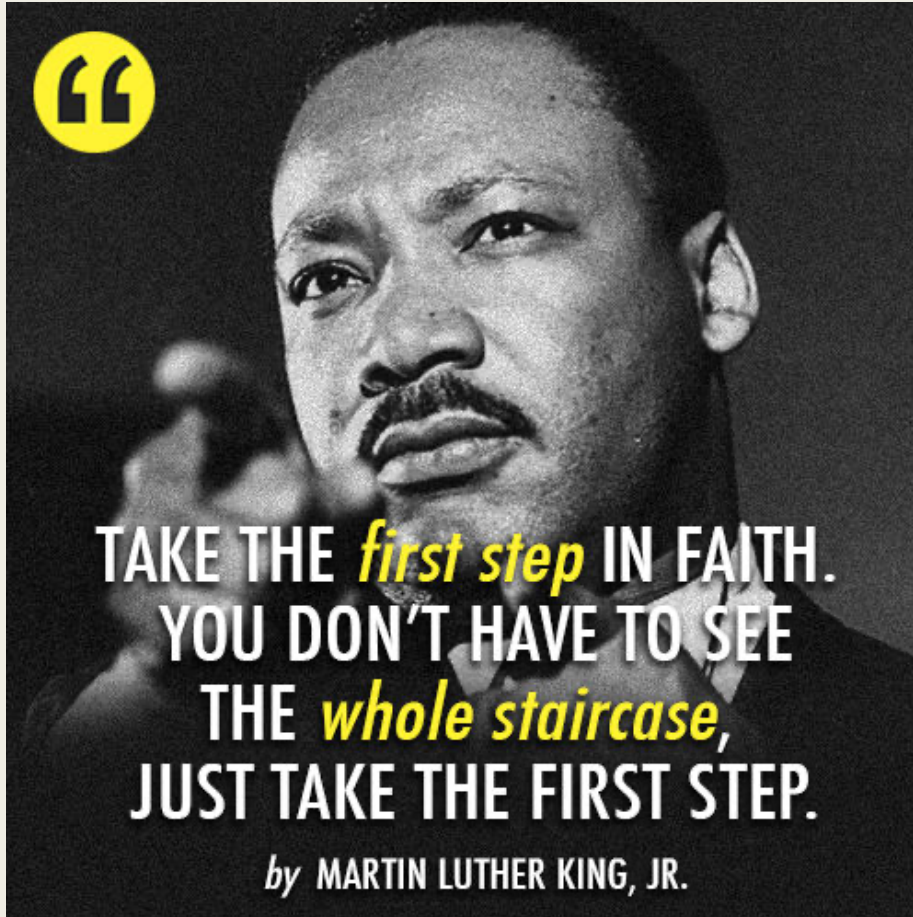 “
TAKE THE first step IN FAITH.
YOU DON’T HAVE TO SEE
THE whole staircase,
JUST TAKE THE FIRST STEP.
by MARTIN LUTHER KING, JR.